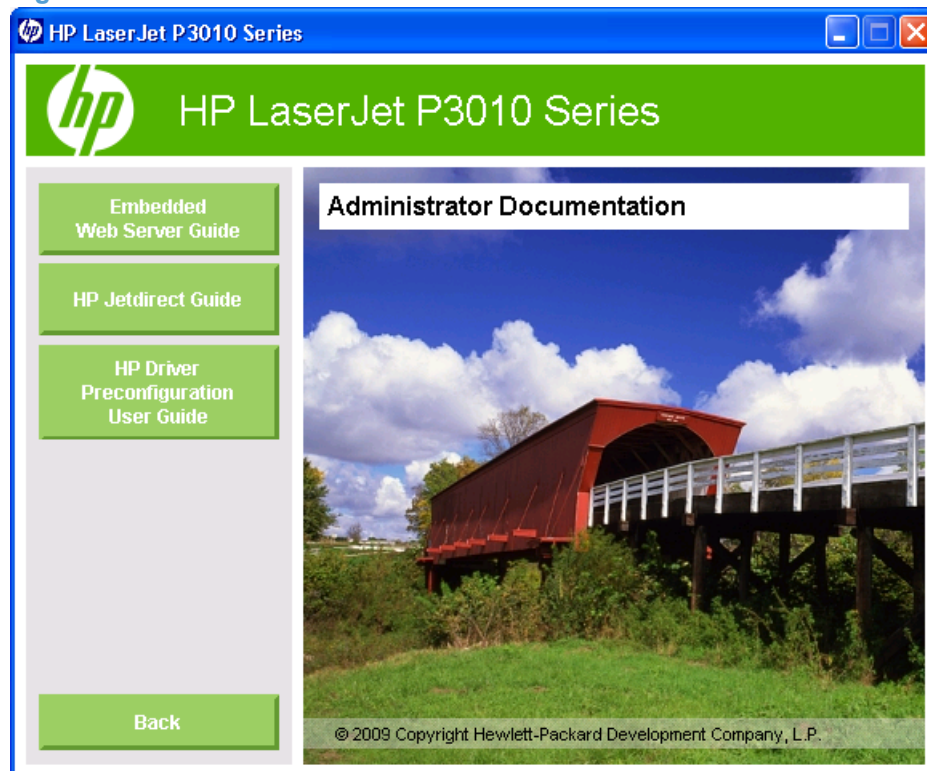 HP LaserJet P3010 Series
hp
HP LaserJet P3010 Series
Embedded
Web Server Guide
HP Jetdirect Guide
HP Driver
Preconfiguration
User Guide
Back
Administrator Documentation
© 2009 Copyright Hewlett-Packard Development Company, L.P.